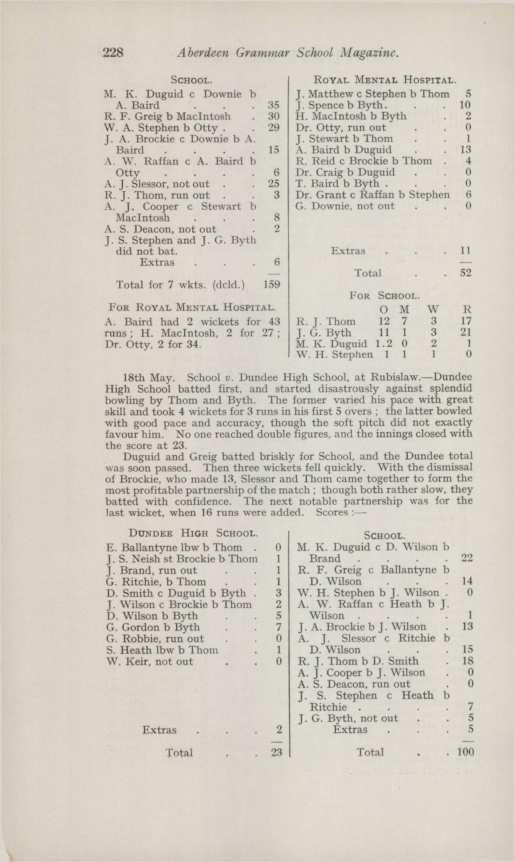 228 Aberdeen Grammar School Magazine.
SCHOOL.
M. K. Duguid c Downie b
A. Baird . . . 35
R. F. Greig b MacIntosh . 30
W. A. Stephen b Otty . . 29
J. A. Brockie c Downie b A.
Baird . . . . 15
A. W. Raffan c A. Baird b
Otty . . . . 6
A. J. Slessor, not out . . 25
R. J. Thom, run out . . 3
A. J. Cooper c Stewart b
MacIntosh . . . 8
A. S. Deacon, not out . 2
J. S. Stephen and J. G. Byth
did not bat.
Extras . . . 6
—
Total for 7 wkts. (dcld.) 159
FOR ROYAL MENTAL HOSPITAL.
A. Baird had 2 wickets for 43
runs ; H. MacIntosh, 2 for 27 ;
Dr. Otty, 2 for 34.
ROYAL MENTAL HOSPITAL.
J. Matthew c Stephen b Thom 5
J. Spence b Byth . . . 10
H. MacIntosh b Byth . 2
Dr. Otty, run out . . 0
J. Stewart b Thom . . 1
A. Baird b Duguid . . 13
R. Reid c Brockie b Thom . 4
Dr. Craig b Duguid . . 0
T. Baird b Byth . . . 0
Dr. Grant c Raffan b Stephen 6
G. Downie, not out . . 0
Extras . . . 11
—
Total . . 52
FOR SCHOOL.
O M W R
R. J. Thom 12 7 3 17
J. G. Byth 11 1 3 21
M. K. Duguid 1.2 0 2 1
W. H. Stephen 1 1 1 0
18th May. School v. Dundee High School, at Rubislaw.—Dundee
High School batted first, and started disastrously against splendid
bowling by Thom and Byth. The former varied his pace with great
skill and took 4 wickets for 3 runs in his first 5 overs ; the latter bowled
with good pace and accuracy, though the soft pitch did not exactly
favour him. No one reached double figures, and the innings closed with
the score at 23.
Duguid and Greig batted briskly for School, and the Dundee total
was soon passed. Then three wickets fell quickly. With the dismissal
of Brockie, who made 13, Slessor and Thom came together to form the
most profitable partnership of the match ; though both rather slow, they
batted with confidence. The next notable partnership was for the
last wicket, when 16 runs were added. Scores :—
DUNDEE HIGH SCHOOL.
E. Ballantyne lbw b Thom . 0
J. S. Neish st Brockie b Thom 1
J. Brand, run out . . 1
G. Ritchie, b Thom . . 1
D. Smith c Duguid b Byth . 3
J. Wilson c Brockie b Thom 2
D. Wilson b Byth . . 5
G. Gordon b Byth . . 7
G. Robbie, run out . . 0
S. Heath lbw b Thom . 1
W. Keir, not out . . 0
Extras . . . 2
—
Total . . 23
SCHOOL.
M. K. Duguid c D. Wilson b
Brand . . . . 22
R. F. Greig c Ballantyne b
D. Wilson . . . 14
W. H. Stephen b J. Wilson . 0
A. W. Raffan c Heath b J.
Wilson . . . . 1
J. A. Brockie b J. Wilson . 13
A. J. Slessor c Ritchie b
D. Wilson . . . 15
R. J. Thom b D. Smith . 18
A. J. Cooper b J. Wilson . 0
A. S. Deacon, run out . 0
J. S. Stephen c Heath b
Ritchie . . . . 7
J. G. Byth, not out . . 5
Extras . . . 5
—
Total . . 100